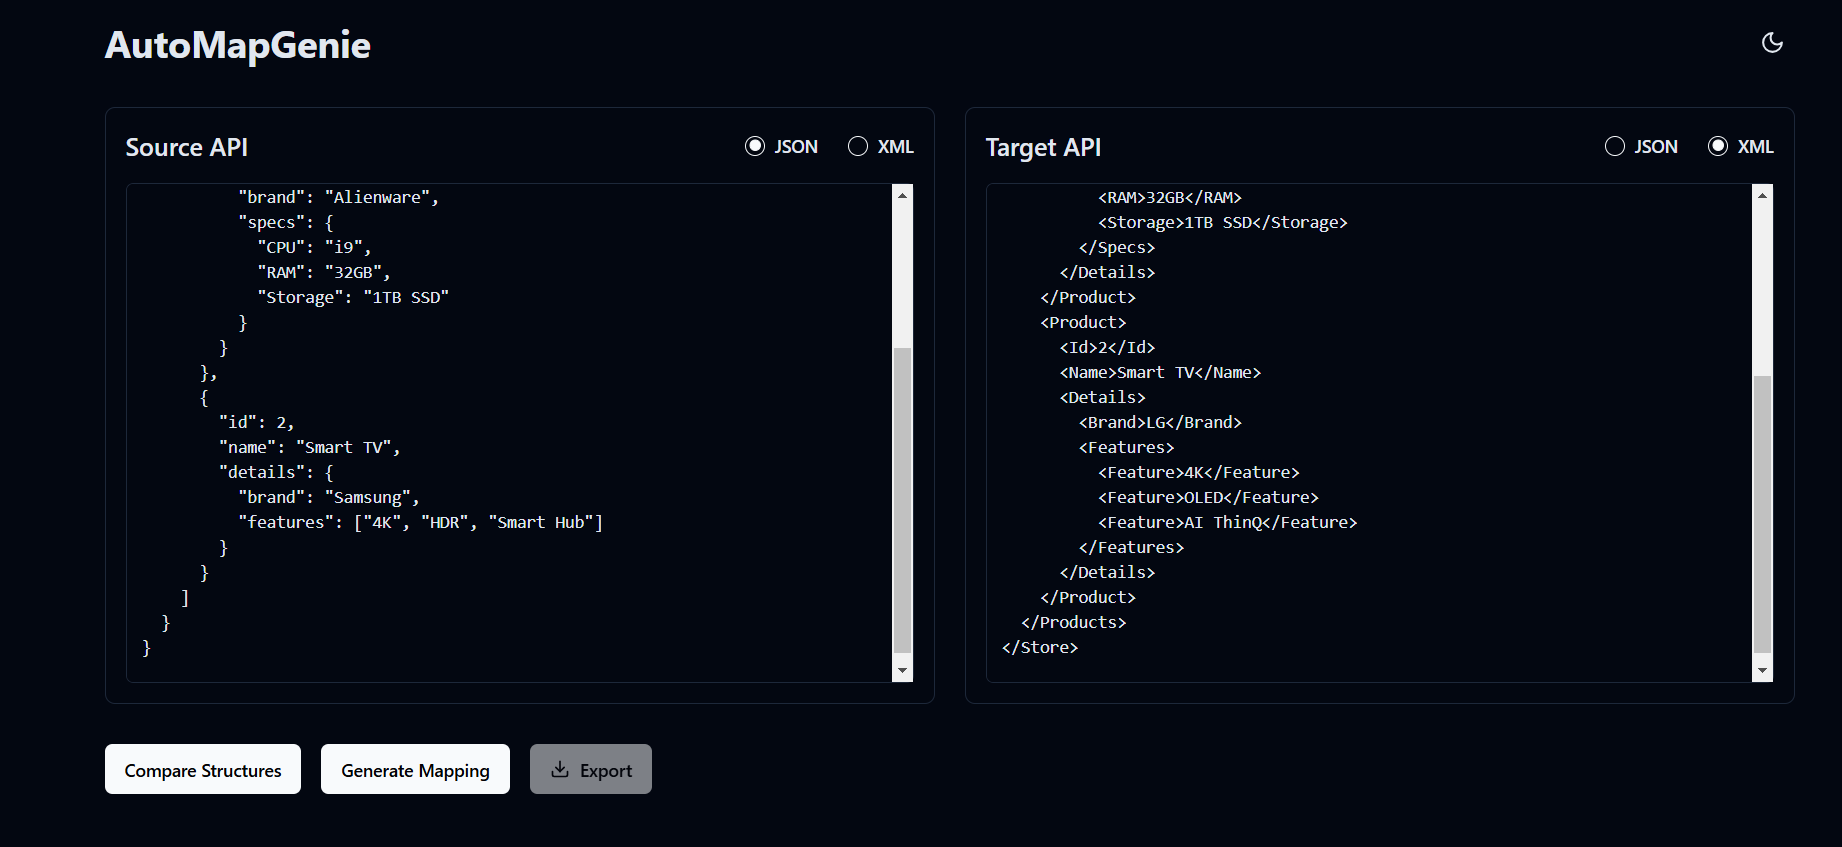 AutoMapGenie
Source API
JSON
XML
"brand": "Alienware",
"specs": {
"CPU": "i9",
"RAM": "32GB",
"Storage": "1TB SSD"
}
}
},
{
"id": 2,
"name": "Smart TV",
"details": {
"brand": "Samsung",
"features": ["4K", "HDR", "Smart Hub"]
}
}
]
}
}
Target API
JSON
XML
<RAM>32GB</RAM>
<Storage>1TB SSD</Storage>
</Specs>
</Details>
</Product>
<Product>
<Id>2</Id>
<Name>Smart TV</Name>
<Details>
<Brand>LG</Brand>
<Features>
<Feature>4K</Feature>
<Feature>OLED</Feature>
<Feature>AI ThinQ</Feature>
</Features>
</Details>
</Product>
</Products>
</Store>
Compare Structures
Generate Mapping
Export